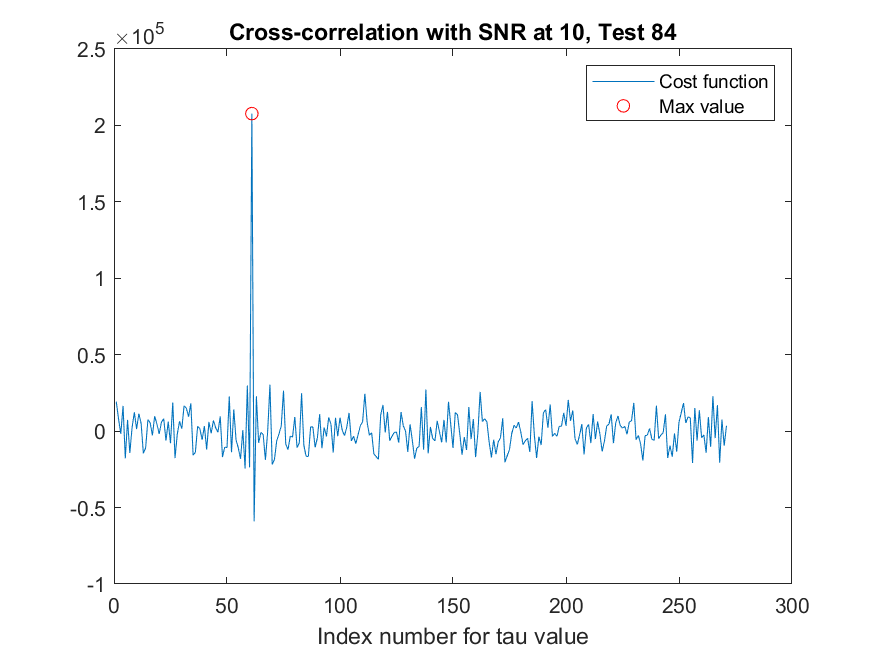 Cross-correlation with SNR at 10, Test 84
×10^5
2.5
2
1.5
1
0.5
0
-0.5
-1
Cost function
Max value
0 50 100 150 200 250 300
Index number for tau value